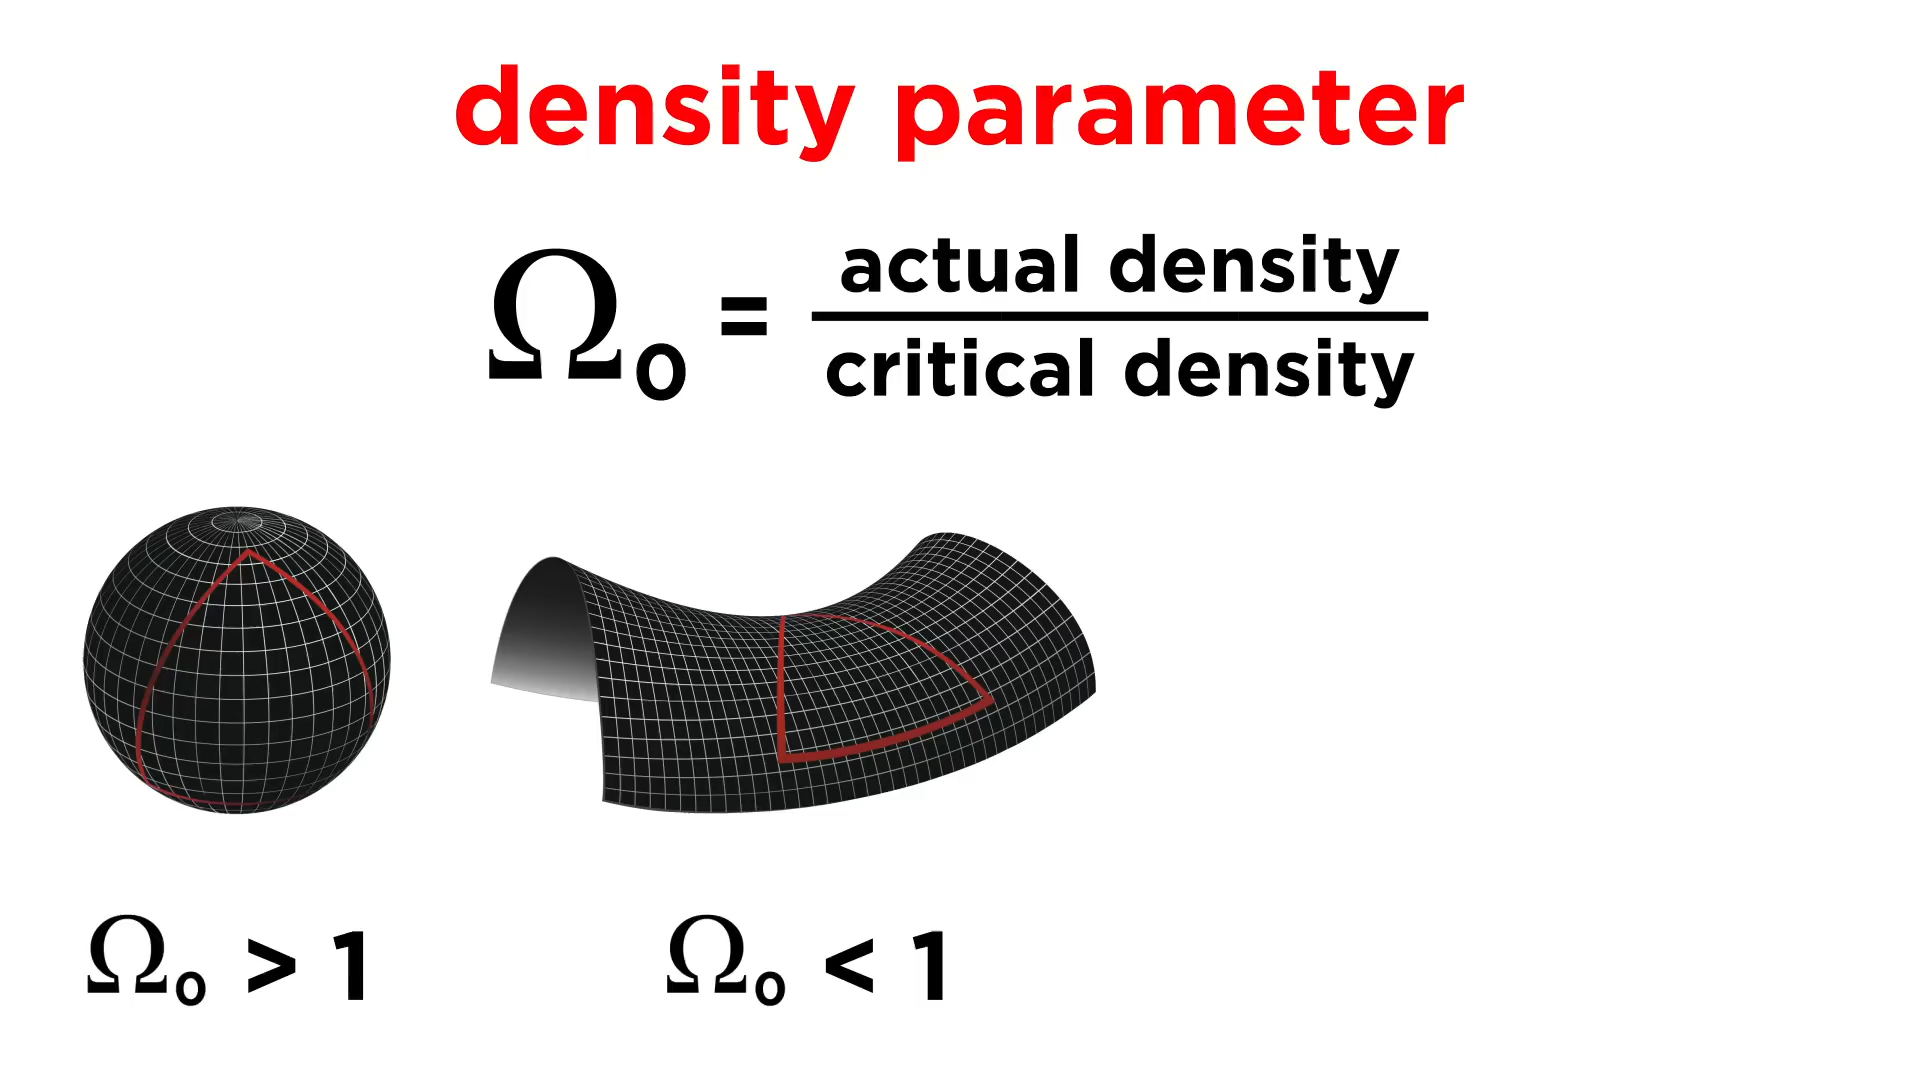 density parameter
Ω₀ = actual density
critical density
Ω₀ > 1
Ω₀ < 1